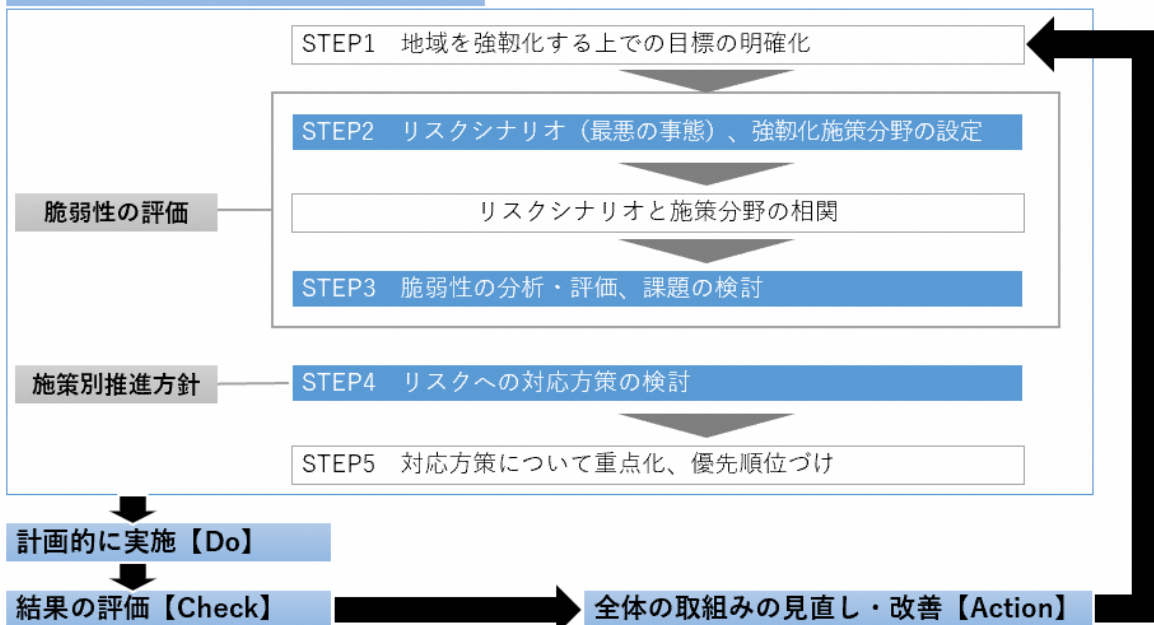 STEP1 地域を強靱化する上での目標の明確化
STEP2 リスクシナリオ（最悪の事態）、強靱化施策分野の設定
脆弱性の評価
リスクシナリオと施策分野の相関
STEP3 脆弱性の分析・評価、課題の検討
施策別推進方針
STEP4 リスクへの対応方策の検討
STEP5 対応方策について重点化、優先順位づけ
計画的に実施【Do】
結果の評価【Check】
全体の取組みの見直し・改善【Action】